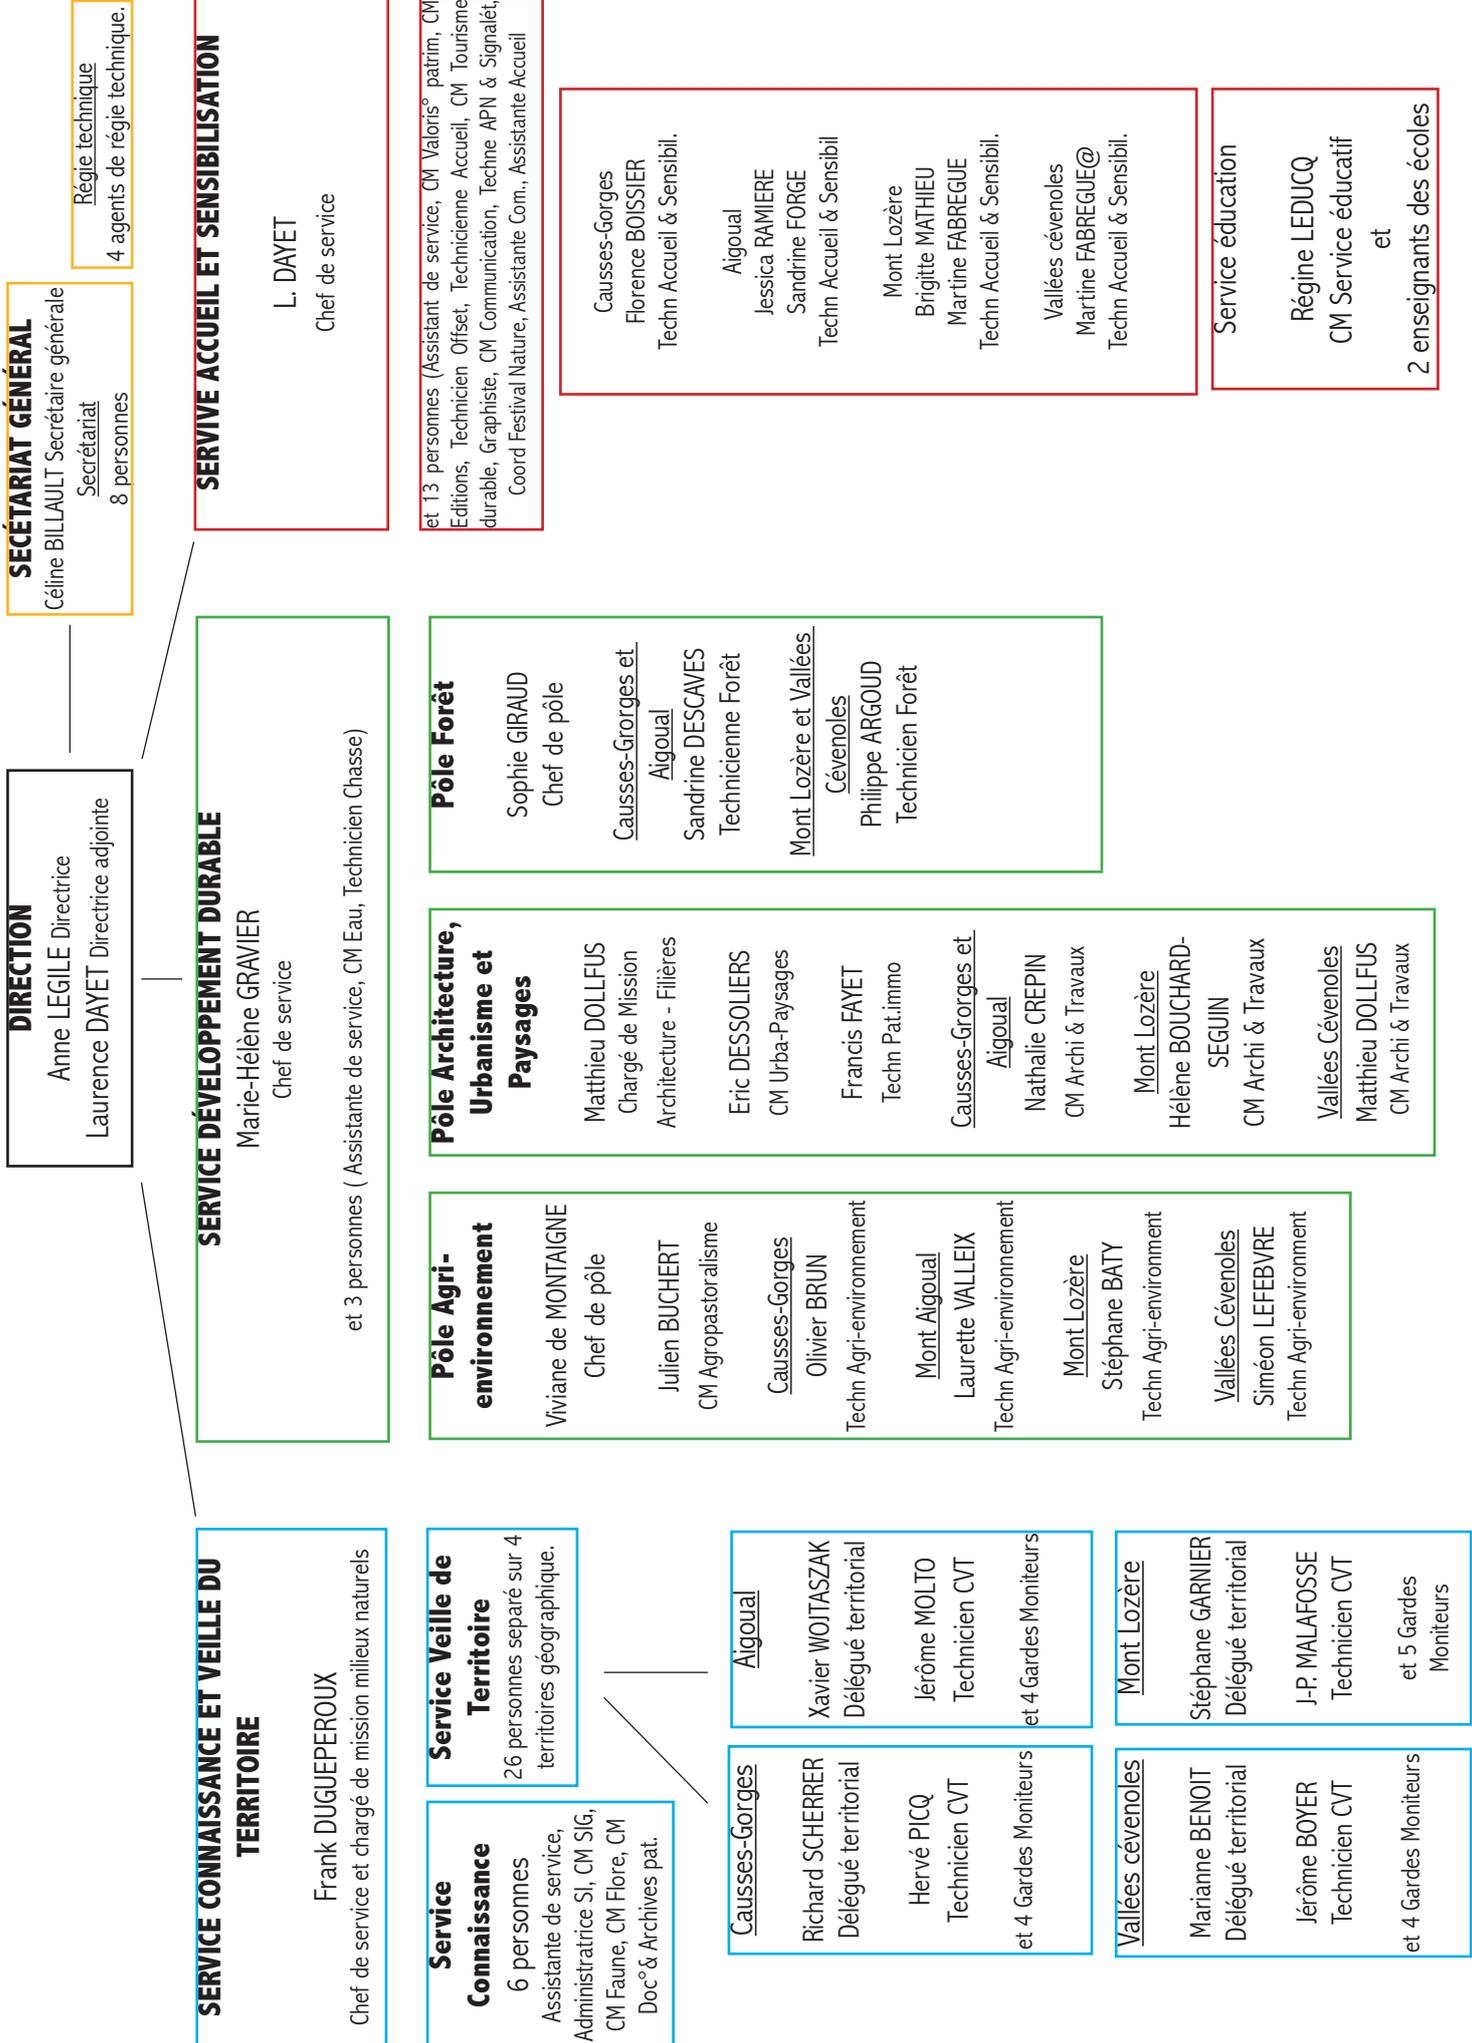 DIRECTION
Anne LEGILE Directrice
Laurence DAYET Directrice adjointe
SECÉTARIAT GÉNÉRAL
Céline BILLAULT Secrétaire générale
Secrétariat
8 personnes
Régie technique
4 agents de régie technique.
SERVICE CONNAISSANCE ET VEILLE DU
TERRITOIRE
Frank DUGUEPEROUX
Chef de service et chargé de mission milieux naturels
Service
Connaissance
6 personnes
Assistante de service,
Administratrice SI, CM SIG,
CM Faune, CM Flore, CM
Doc°& Archives pat.
Service Veille de
Territoire
26 personnes separé sur 4
territoires géographique.
Causses-Gorges
Richard SCHERRER
Délégué territorial
Hervé PICQ
Technicien CVT
et 4 Gardes Moniteurs
Aigoual
Xavier WOJTASZAK
Délégué territorial
Jérôme MOLTO
Technicien CVT
et 4 Gardes Moniteurs
Vallées cévenoles
Marianne BENOIT
Délégué territorial
Jérôme BOYER
Technicien CVT
et 4 Gardes Moniteurs
Mont Lozère
Stéphane GARNIER
Délégué territorial
J-P. MALAFOSSE
Technicien CVT
et 5 Gardes
Moniteurs
SERVICE DÉVELOPPEMENT DURABLE
Marie-Hélène GRAVIER
Chef de service
et 3 personnes ( Assistante de service, CM Eau, Technicien Chasse)
Pôle Agri-
environnement
Viviane de MONTAIGNE
Chef de pôle
Julien BUCHERT
CM Agropastoralisme
Causses-Gorges
Olivier BRUN
Techn Agri-environnement
Mont Aigoual
Laurette VALLEIX
Techn Agri-environnement
Mont Lozère
Stéphane BATY
Techn Agri-environment
Vallées Cévenoles
Siméon LEFEBVRE
Techn Agri-environment
Pôle Architecture,
Urbanisme et
Paysages
Matthieu DOLLFUS
Chargé de Mission
Architecture - Filières
Eric DESSOLIERS
CM Urba-Paysages
Francis FAYET
Techn Pat.immo
Causses-Grorges et
Aigoual
Nathalie CREPIN
CM Archi & Travaux
Mont Lozère
Hélène BOUCHARD-
SEGUIN
CM Archi & Travaux
Vallées Cévenoles
Matthieu DOLLFUS
CM Archi & Travaux
Pôle Forêt
Sophie GIRAUD
Chef de pôle
Causses-Grorges et
Aigoual
Sandrine DESCAVES
Technicienne Forêt
Mont Lozère et Vallées
Cévenoles
Philippe ARGOUD
Technicien Forêt
SERVIVE ACCUEIL ET SENSIBILISATION
L. DAYET
Chef de service
et 13 personnes (Assistant de service, CM Valoris° patrim, CM
Editions, Technicien Offset, Technicienne Accueil, CM Tourisme
durable, Graphiste, CM Communication, Techne APN & Signalét,
Coord Festival Nature, Assistante Com., Assistante Accueil
Causses-Gorges
Florence BOISSIER
Techn Accueil & Sensibil.
Aigoual
Jessica RAMIERE
Sandrine FORGE
Techn Accueil & Sensibil
Mont Lozère
Brigitte MATHIEU
Martine FABREGUE
Techn Accueil & Sensibil.
Vallées cévenoles
Martine FABREGUE@
Techn Accueil & Sensibil.
Service éducation
Régine LEDUCQ
CM Service éducatif
et
2 enseignants des écoles